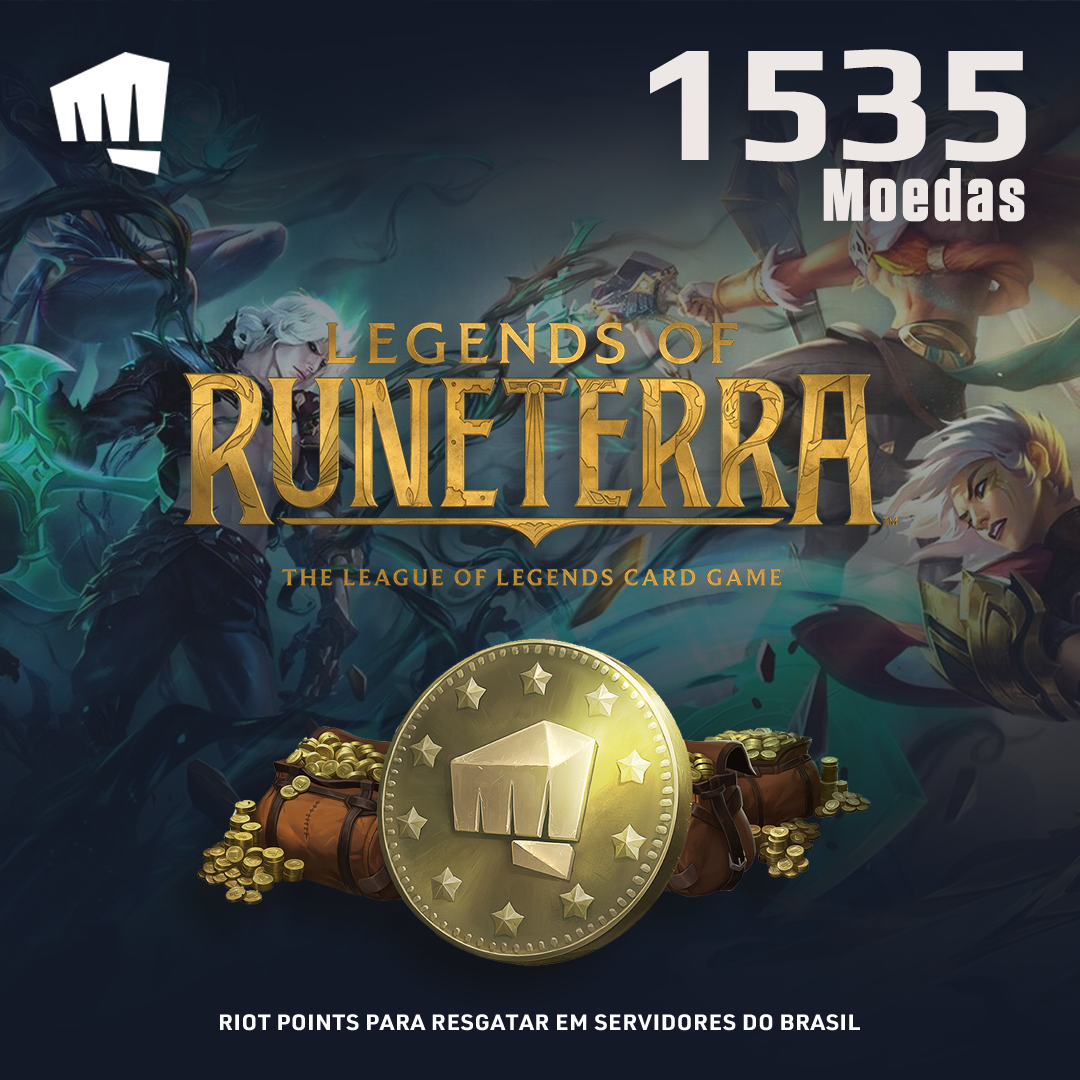 1535
Moedas
LEGENDS OF
RUNETERRA
TM
THE LEAGUE OF LEGENDS CARD GAME
RIOT POINTS PARA RESGATAR EM SERVIDORES DO BRASIL